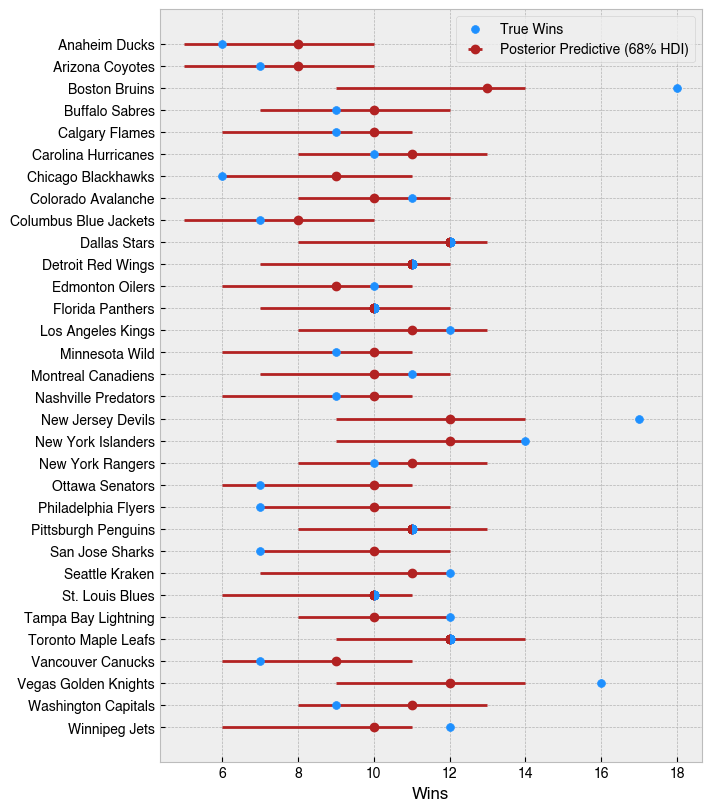 True Wins
Posterior Predictive (68% HDI)
Anaheim Ducks
Arizona Coyotes
Boston Bruins
Buffalo Sabres
Calgary Flames
Carolina Hurricanes
Chicago Blackhawks
Colorado Avalanche
Columbus Blue Jackets
Dallas Stars
Detroit Red Wings
Edmonton Oilers
Florida Panthers
Los Angeles Kings
Minnesota Wild
Montreal Canadiens
Nashville Predators
New Jersey Devils
New York Islanders
New York Rangers
Ottawa Senators
Philadelphia Flyers
Pittsburgh Penguins
San Jose Sharks
Seattle Kraken
St. Louis Blues
Tampa Bay Lightning
Toronto Maple Leafs
Vancouver Canucks
Vegas Golden Knights
Washington Capitals
Winnipeg Jets
6 8 10 12 14 16 18
Wins